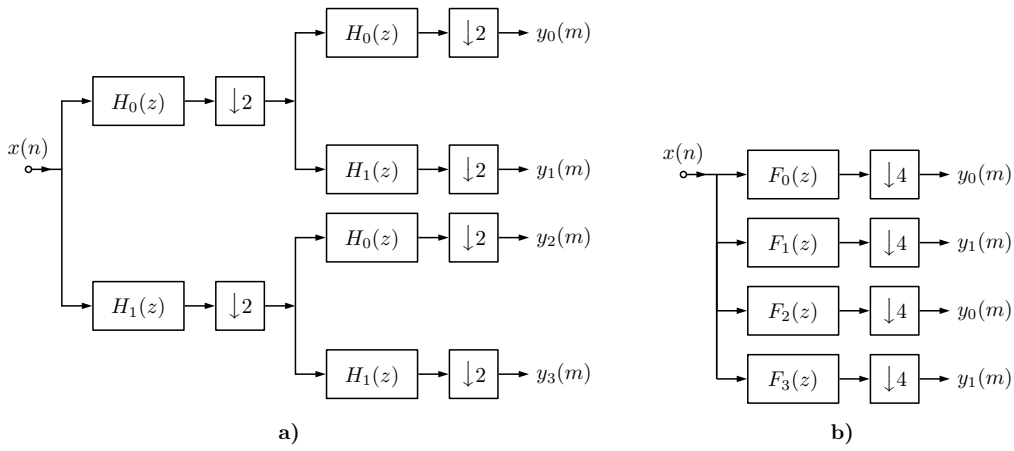 x(n)
H₀(z)
↓2
H₀(z)
↓2
y₀(m)
H₁(z)
↓2
y₁(m)
H₁(z)
↓2
H₀(z)
↓2
y₂(m)
H₁(z)
↓2
y₃(m)
a)
x(n)
F₀(z)
↓4
y₀(m)
F₁(z)
↓4
y₁(m)
F₂(z)
↓4
y₀(m)
F₃(z)
↓4
y₁(m)
b)